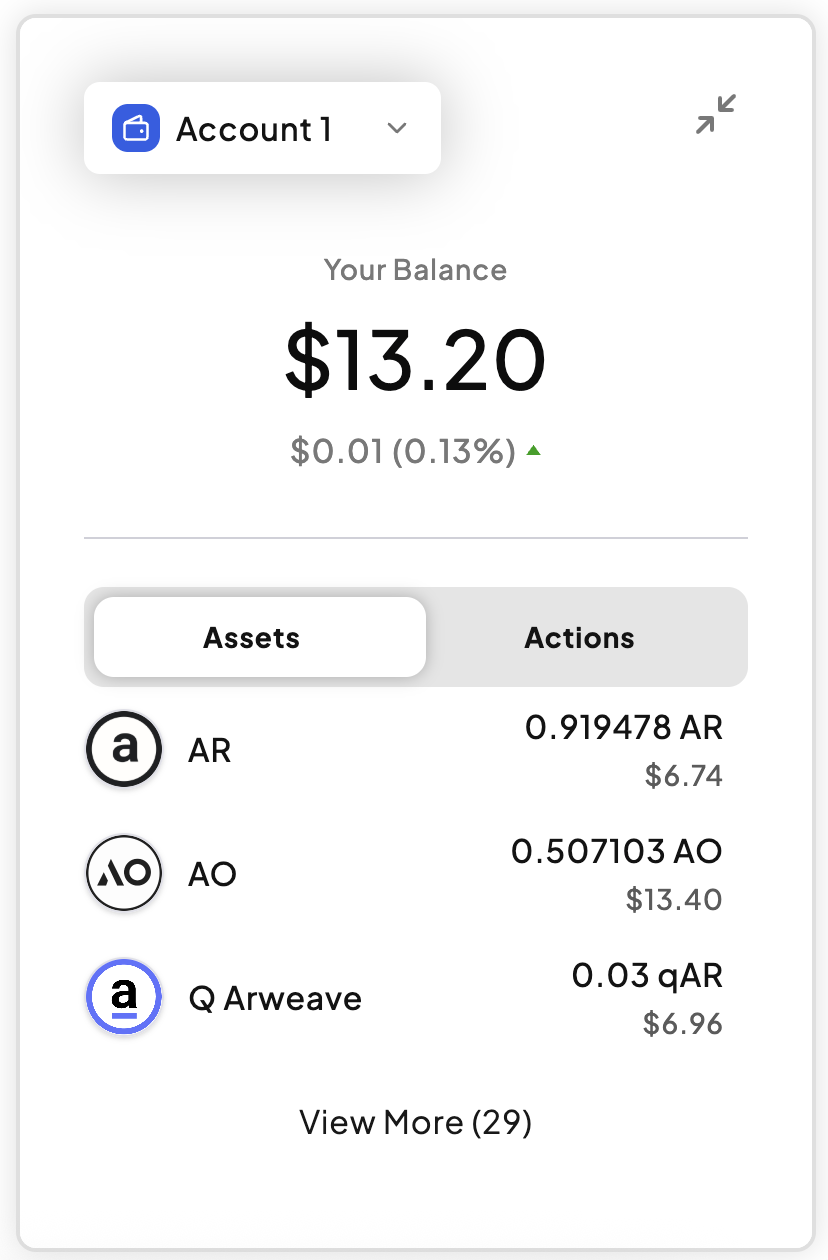 Account 1
Your Balance
$13.20
$0.01 (0.13%)
Assets
Actions
a
AR
0.919478 AR
$6.74
AO
AO
0.507103 AO
$13.40
a
Q Arweave
0.03 qAR
$6.96
View More (29)